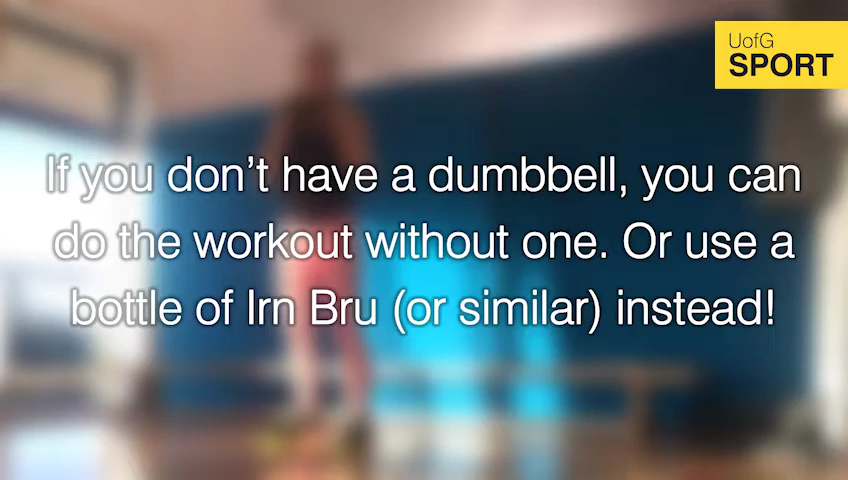 UofG
SPORT
If you don't have a dumbbell, you can
do the workout without one. Or use a
bottle of Irn Bru (or similar) instead!